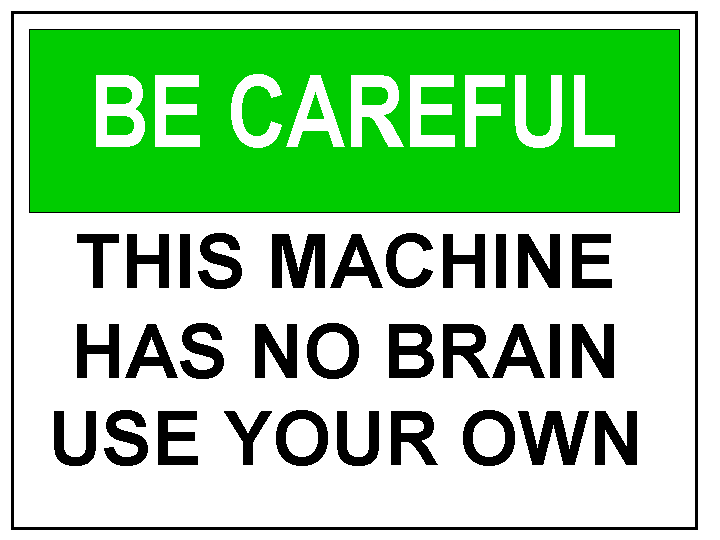 BE CAREFUL
THIS MACHINE
HAS NO BRAIN
USE YOUR OWN